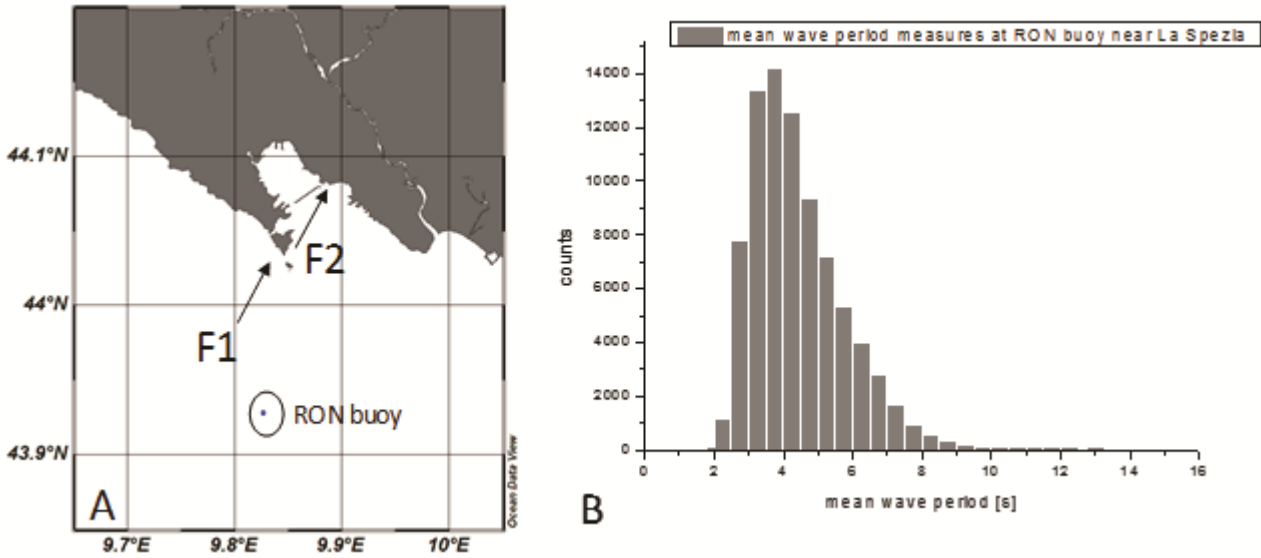 44.1°N
44°N
43.9°N
9.7°E
9.8°E
9.9°E
10°E
F1
F2
RON buoy
A
Ocean Data View
mean wave period measures at RON buoy near La Spezia
14000
12000
10000
8000
6000
4000
2000
0
counts
0 2 4 6 8 10 12 14 16
mean wave period [s]
B